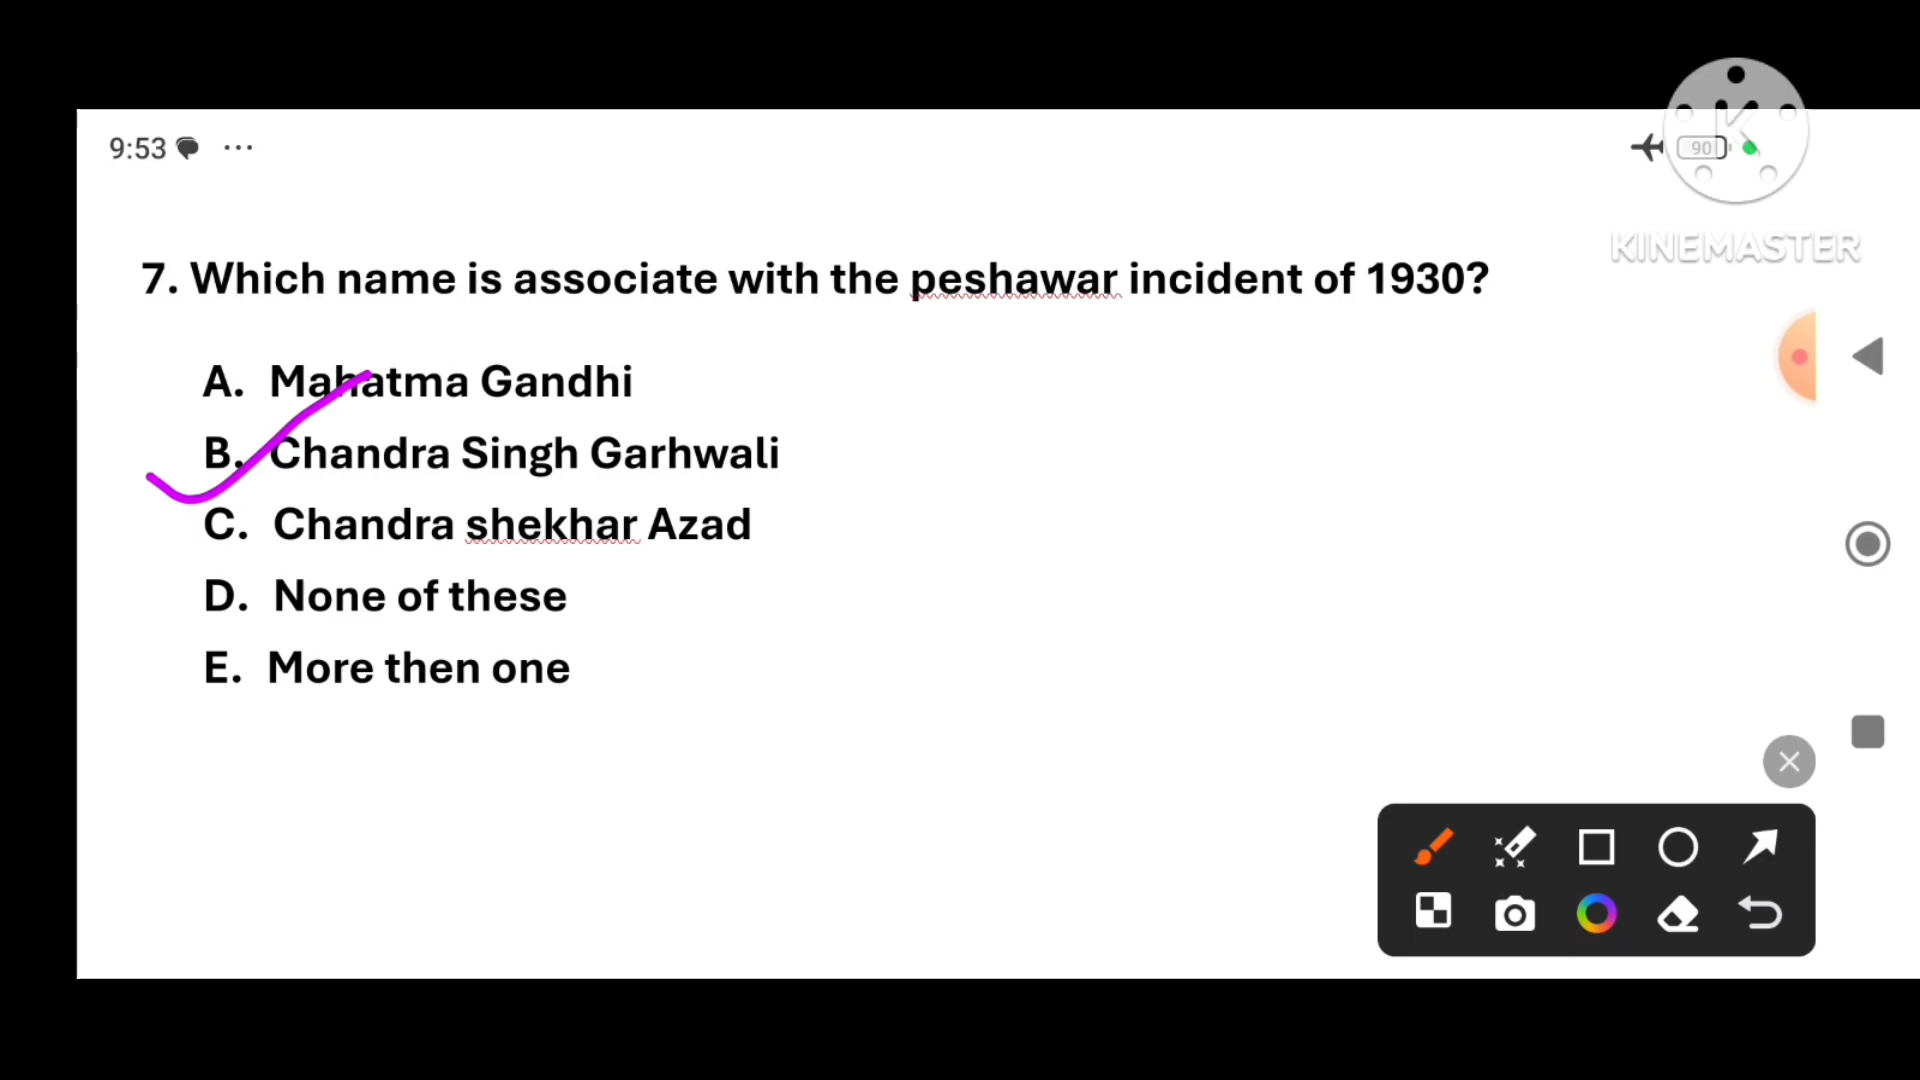 9:53
90
KINEMASTER
7. Which name is associate with the peshawar incident of 1930?
A. Mahatma Gandhi
B. Chandra Singh Garhwali
C. Chandra shekhar Azad
D. None of these
E. More then one